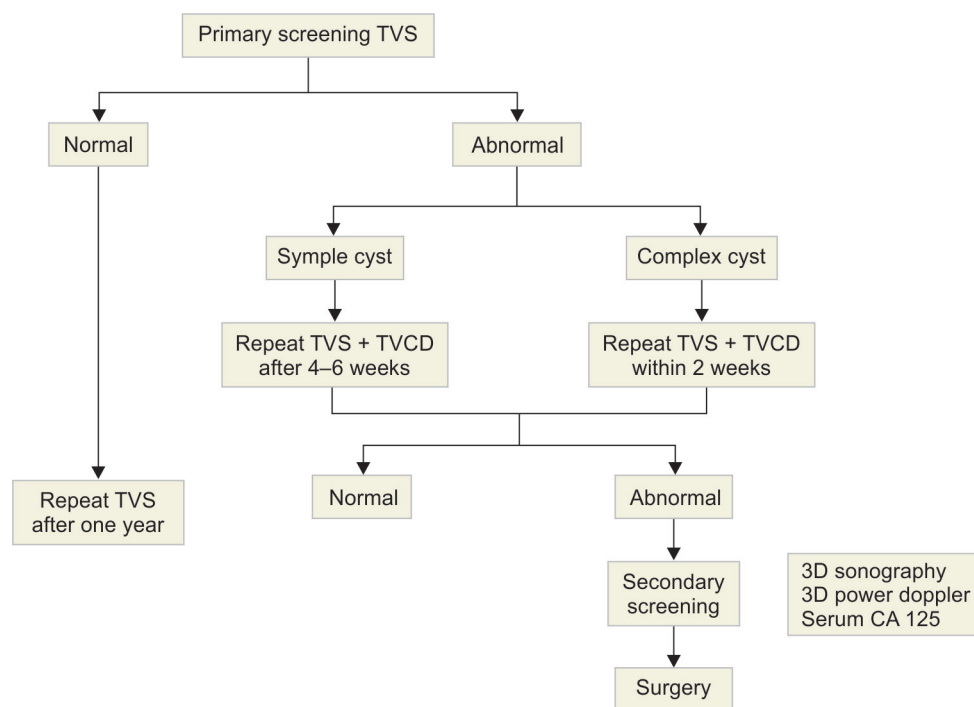 Primary screening TVS
Normal
Abnormal
Symple cyst
Complex cyst
Repeat TVS + TVCD
after 4–6 weeks
Repeat TVS + TVCD
within 2 weeks
Normal
Abnormal
Repeat TVS
after one year
Secondary
screening
3D sonography
3D power doppler
Serum CA 125
Surgery